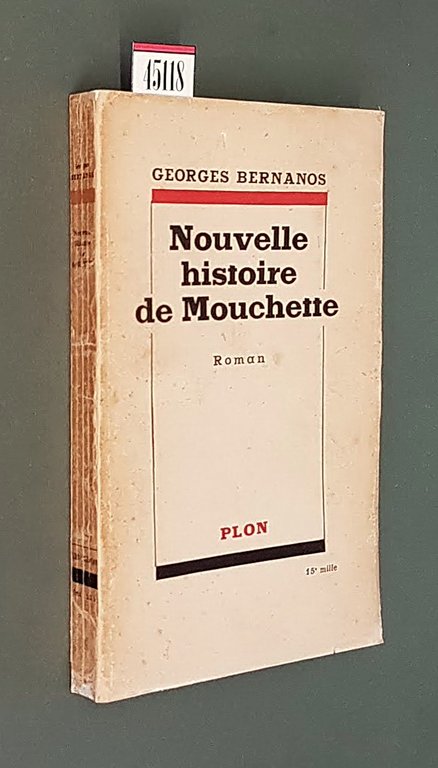 45118
GEORGES BERNANOS
Nouvelle
histoire
de Mouchette
Roman
PLON
15e mille